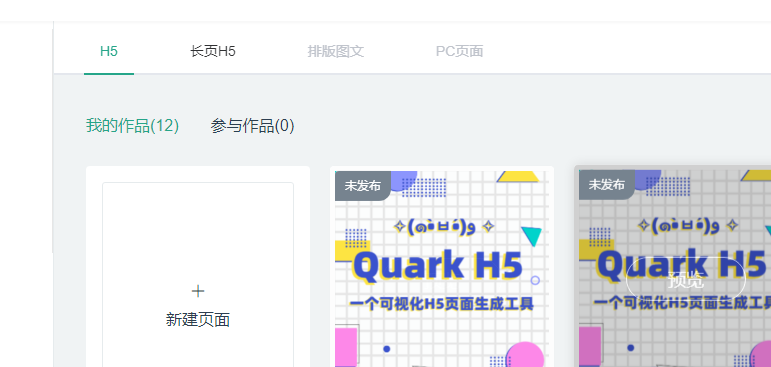 H5 长页H5 排版图文 PC页面
我的作品(12) 参与作品(0)
未发布 未发布
Quark H5 Quark H5
预览
一个可视化H5页面生成工具 一个可视化H5页面生成工具
+
新建页面